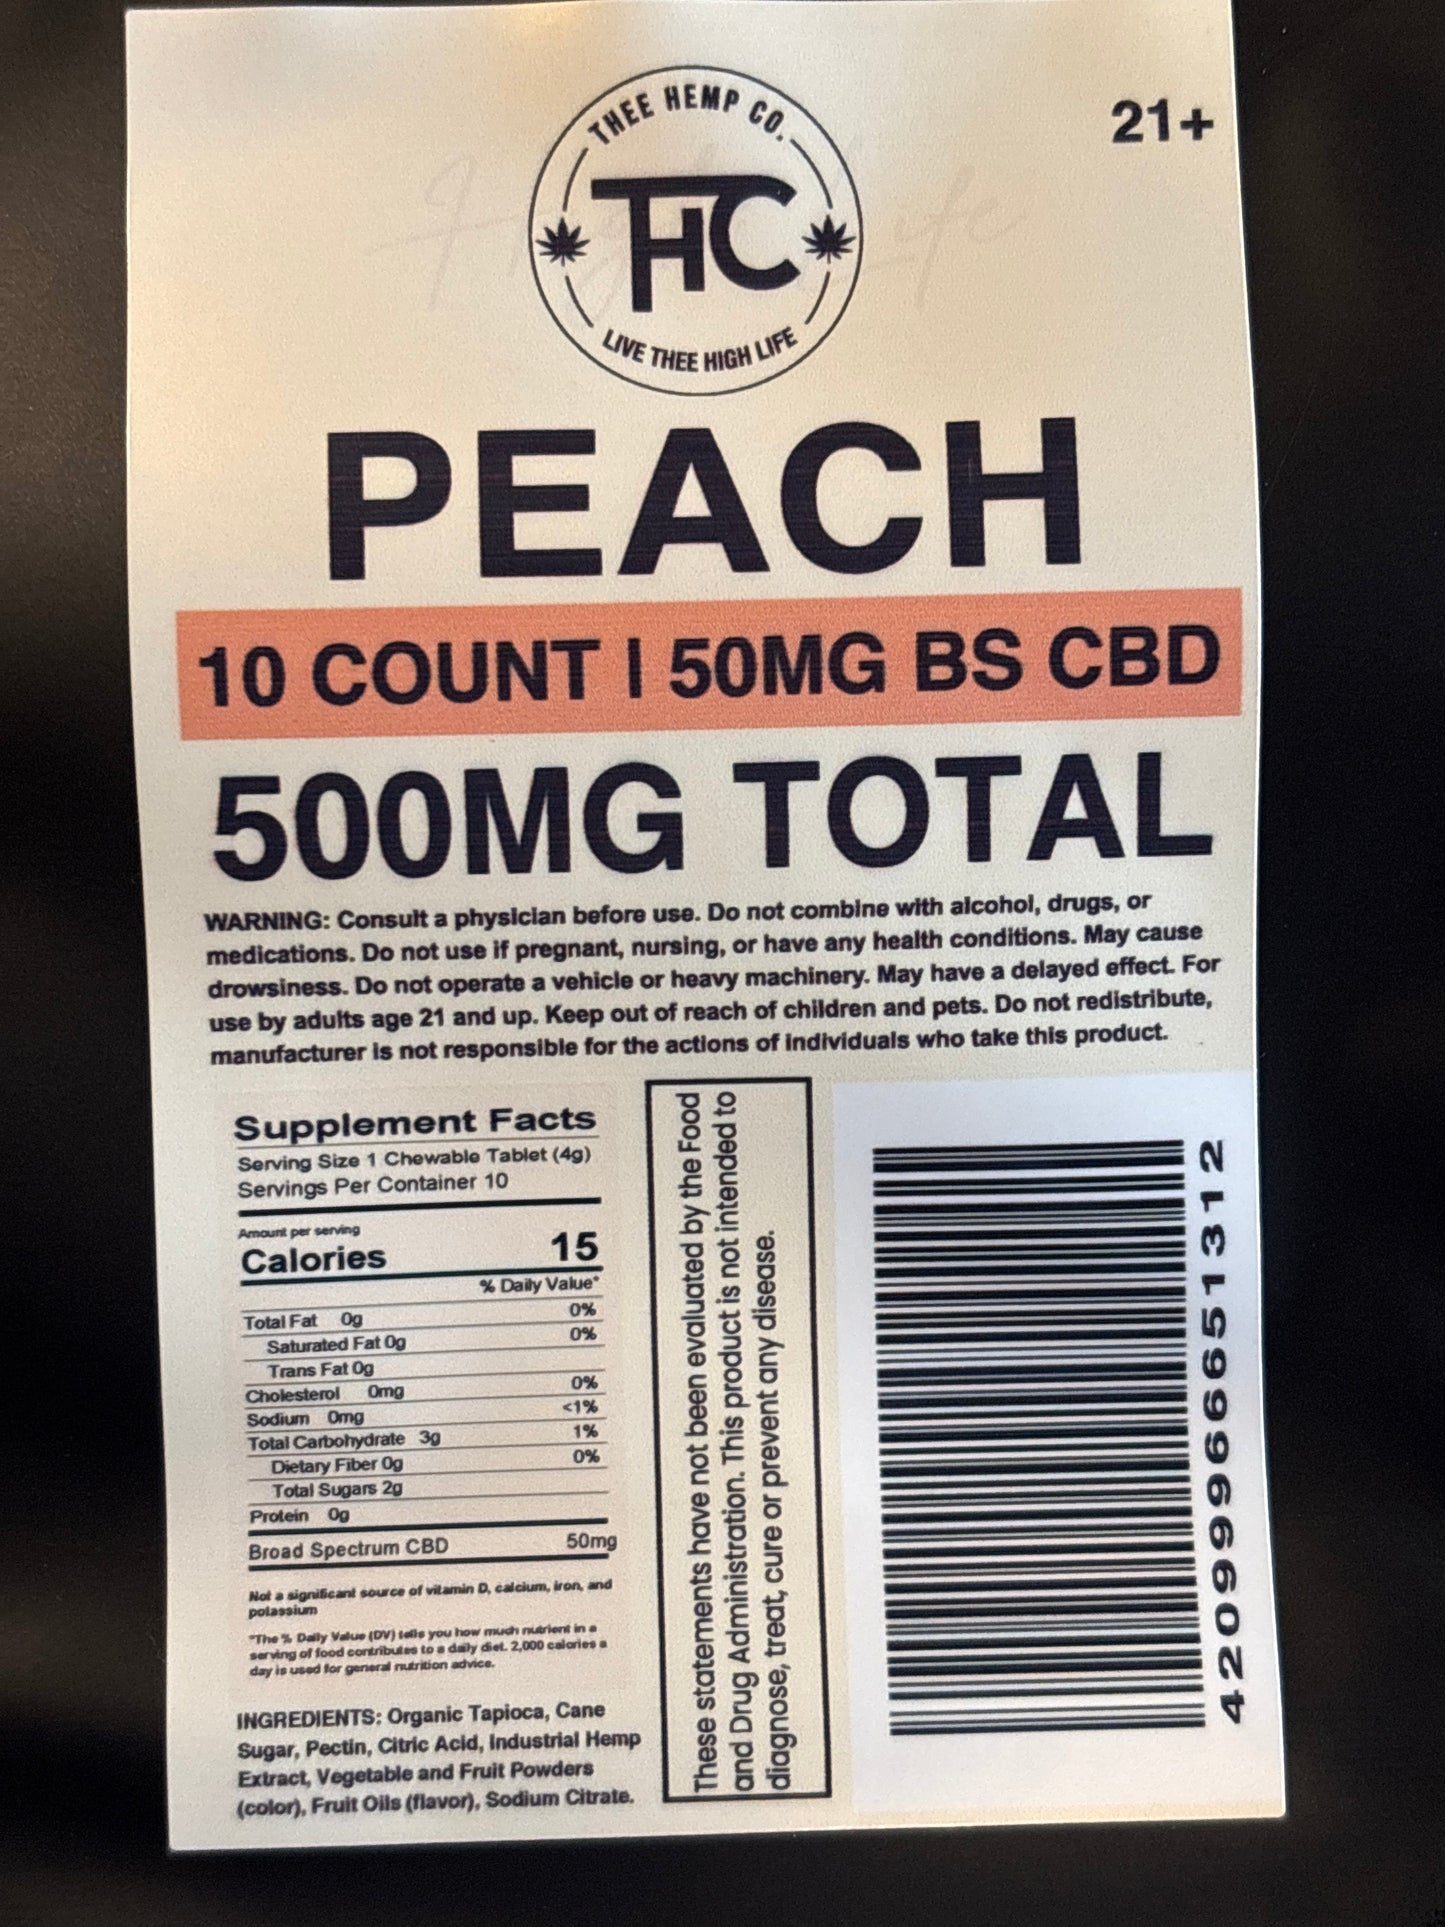 THEE HEMP CO.
21+
THC
LIVE THEE HIGH LIFE
PEACH
10 COUNT | 50MG BS CBD
500MG TOTAL
WARNING: Consult a physician before use. Do not combine with alcohol, drugs, or
medications. Do not use if pregnant, nursing, or have any health conditions. May cause
drowsiness. Do not operate a vehicle or heavy machinery. May have a delayed effect. For
use by adults age 21 and up. Keep out of reach of children and pets. Do not redistribute,
manufacturer is not responsible for the actions of individuals who take this product.
Supplement Facts
Serving Size 1 Chewable Tablet (4g)
Servings Per Container 10
Amount per serving
Calories 15
% Daily Value*
Total Fat 0g 0%
Saturated Fat 0g 0%
Trans Fat 0g
Cholesterol 0mg 0%
Sodium 0mg <1%
Total Carbohydrate 3g 1%
Dietary Fiber 0g 0%
Total Sugars 2g
Protein 0g
Broad Spectrum CBD 50mg
Not a significant source of vitamin D, calcium, iron, and
potassium
*The % Daily Value (DV) tells you how much nutrient in a
serving of food contributes to a daily diet. 2,000 calories a
day is used for general nutrition advice.
INGREDIENTS: Organic Tapioca, Cane
Sugar, Pectin, Citric Acid, Industrial Hemp
Extract, Vegetable and Fruit Powders
(color), Fruit Oils (flavor), Sodium Citrate.
These statements have not been evaluated by the Food
and Drug Administration. This product is not intended to
diagnose, treat, cure or prevent any disease.
4209996651312